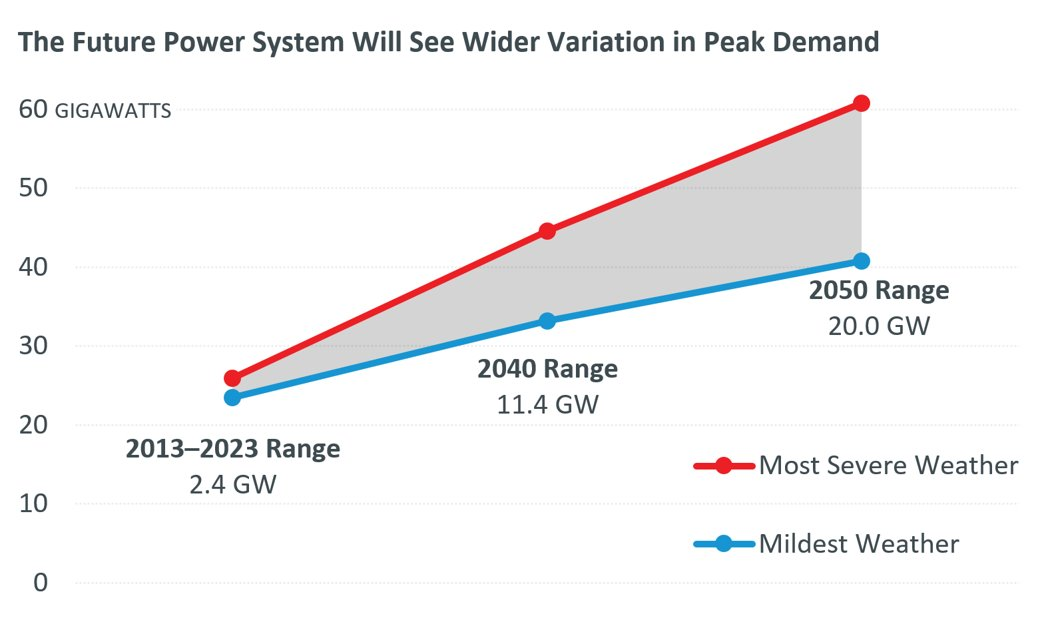 The Future Power System Will See Wider Variation in Peak Demand
60 GIGAWATTS
50
40
2050 Range
20.0 GW
30
2040 Range
11.4 GW
20
2013–2023 Range
2.4 GW
Most Severe Weather
10
Mildest Weather
0